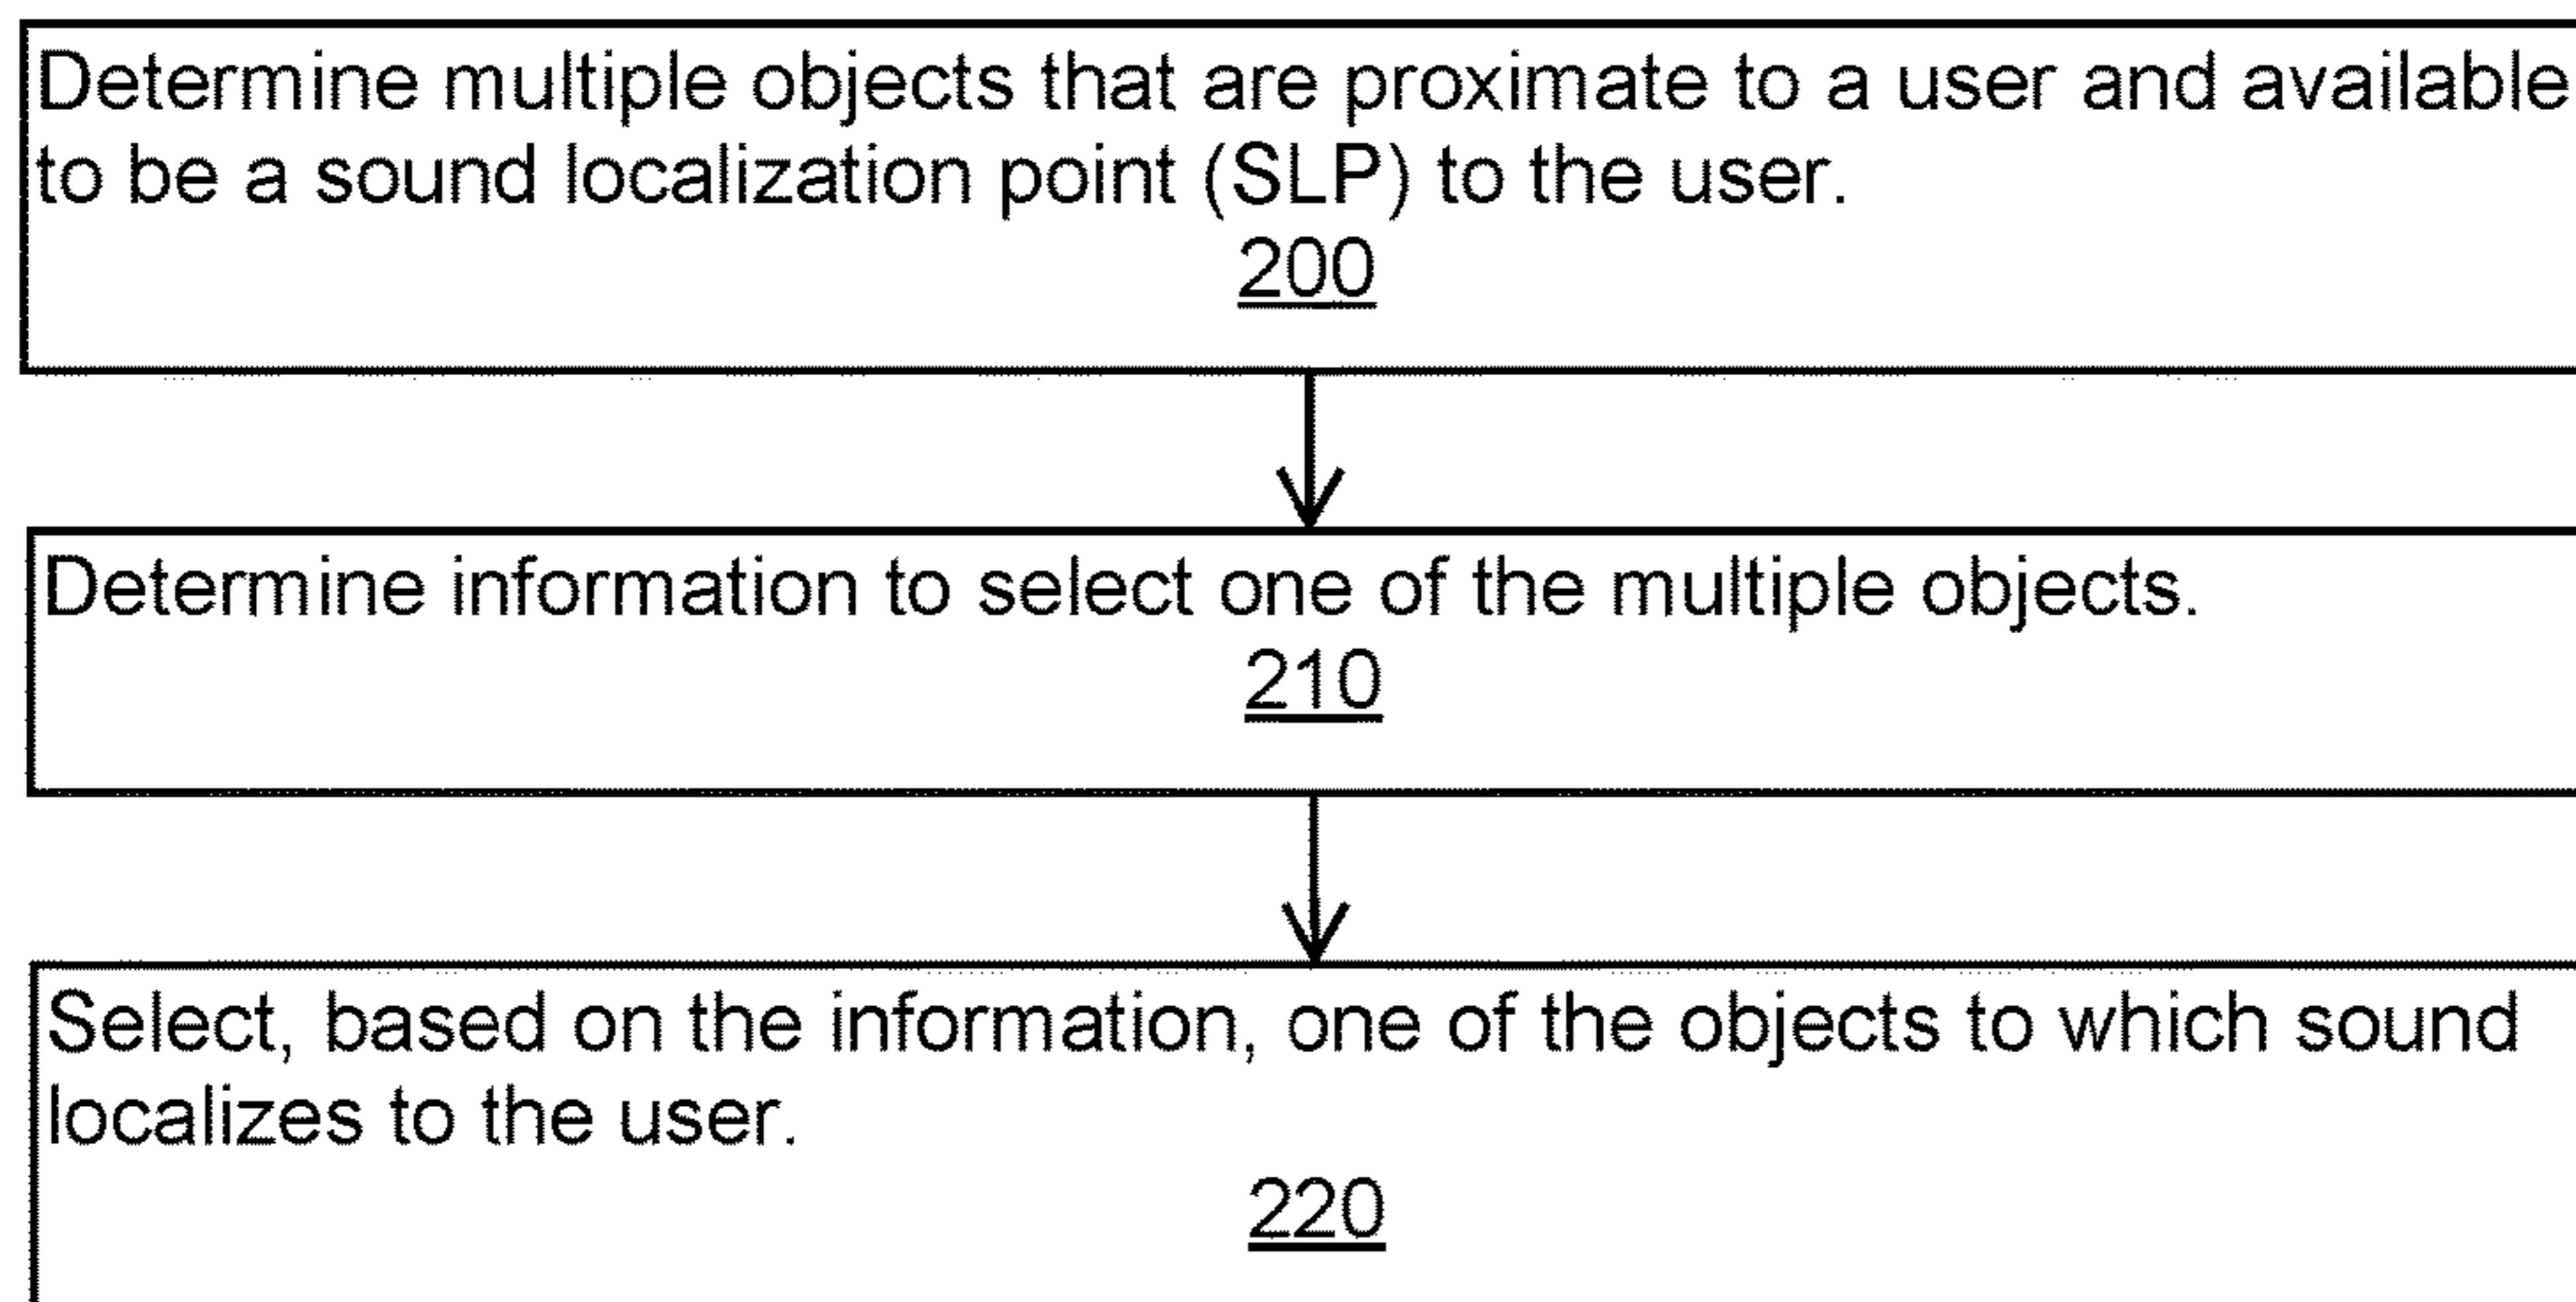 Determine multiple objects that are proximate to a user and available
to be a sound localization point (SLP) to the user.
200
Determine information to select one of the multiple objects.
210
Select, based on the information, one of the objects to which sound
localizes to the user.
220